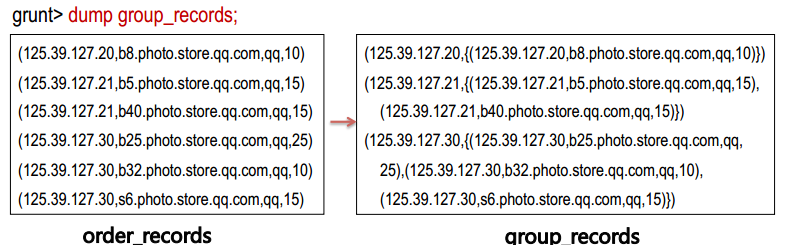 grunt> dump group_records;
(125.39.127.20,b8.photo.store.qq.com,qq,10)
(125.39.127.21,b5.photo.store.qq.com,qq,15)
(125.39.127.21,b40.photo.store.qq.com,qq,15)
(125.39.127.30,b25.photo.store.qq.com,qq,25)
(125.39.127.30,b32.photo.store.qq.com,qq,10)
(125.39.127.30,s6.photo.store.qq.com,qq,15)
order_records
(125.39.127.20,{(125.39.127.20,b8.photo.store.qq.com,qq,10)})
(125.39.127.21,{(125.39.127.21,b5.photo.store.qq.com,qq,15),
(125.39.127.21,b40.photo.store.qq.com,qq,15)})
(125.39.127.30,{(125.39.127.30,b25.photo.store.qq.com,qq,
25),(125.39.127.30,b32.photo.store.qq.com,qq,10),
(125.39.127.30,s6.photo.store.qq.com,qq,15)})
group_records